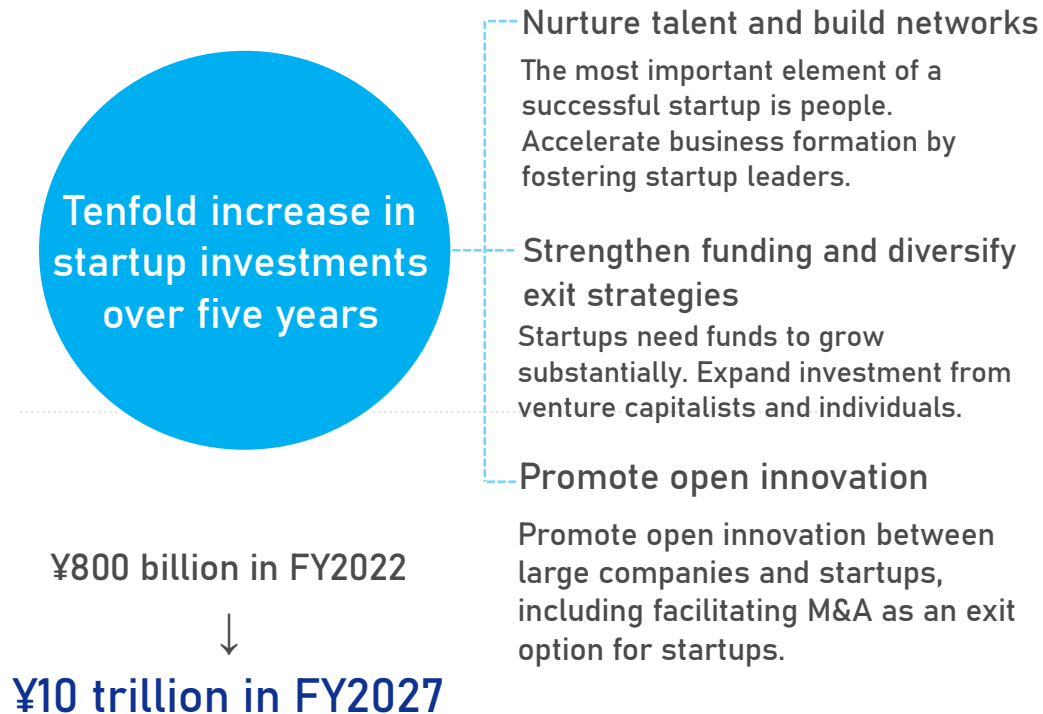 Tenfold increase in
startup investments
over five years
¥800 billion in FY2022
↓
¥10 trillion in FY2027
Nurture talent and build networks
The most important element of a
successful startup is people.
Accelerate business formation by
fostering startup leaders.
Strengthen funding and diversify
exit strategies
Startups need funds to grow
substantially. Expand investment from
venture capitalists and individuals.
Promote open innovation
Promote open innovation between
large companies and startups,
including facilitating M&A as an exit
option for startups.